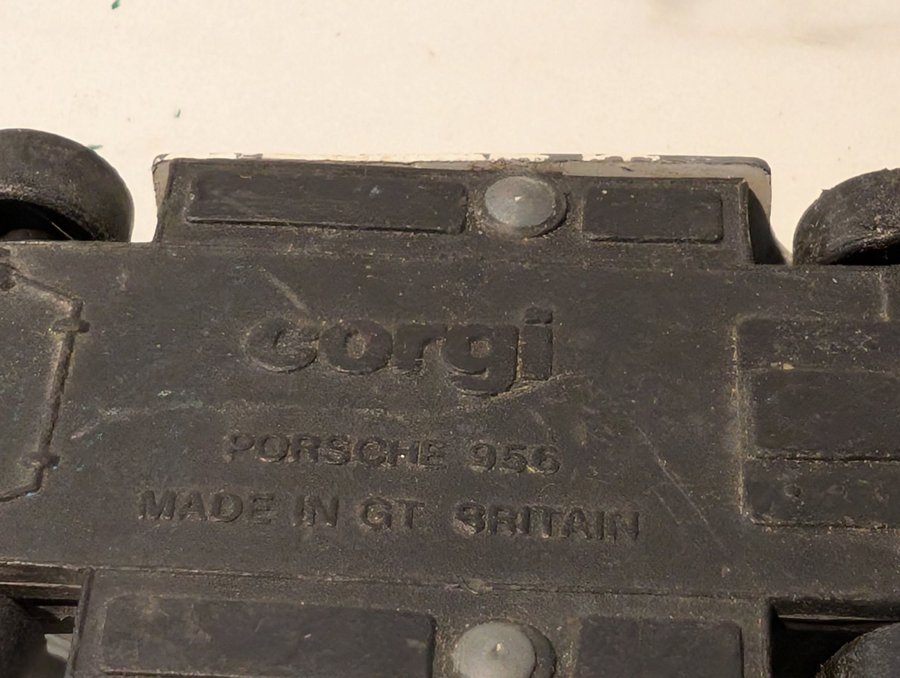 corgi
PORSCHE 956
MADE IN GT BRITAIN